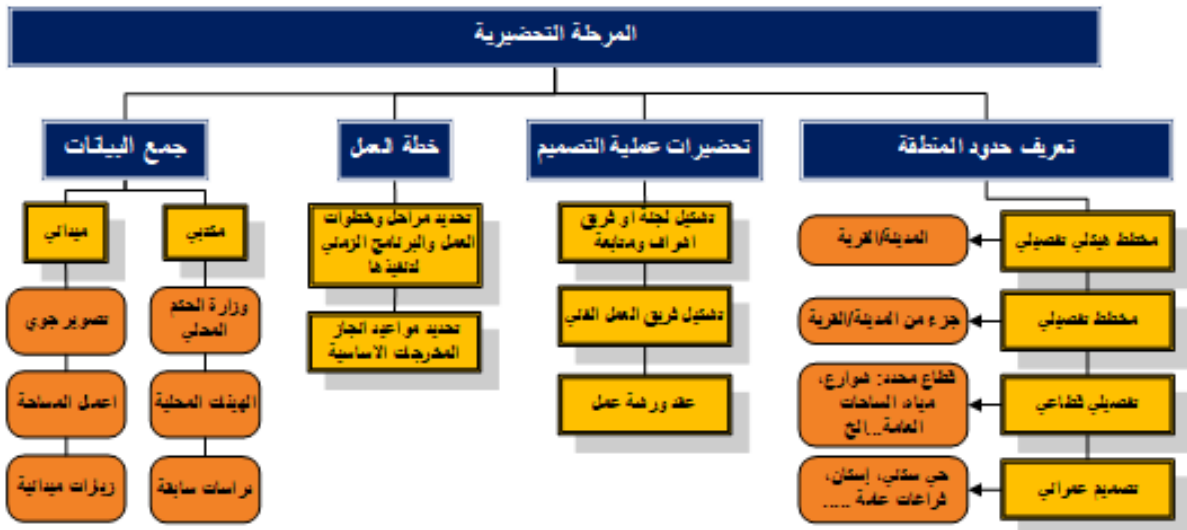 المرحلة التحضيرية
تعريف حدود المنطقة
تحضيرات عملية التصميم
خطة العمل
جمع البيانات
مخطط هيكلي تفصيلي
المدينة/القرية
مخطط تفصيلي
جزء من المدينة/القرية
تفصيلي قطاعي
قطاع محدد: شوارع،
مياه، الساحات
العامة...الخ
تصميم عمراني
حي سكني، إسكان،
فراغات عامة .....
تشكيل لجنة او فريق
اشراف ومتابعة
تشكيل فريق العمل الفني
عقد ورشة عمل
تحديد مراحل وخطوات
العمل والبرنامج الزمني
لتنفيذها
تحديد مواعيد انجاز
المخرجات الاساسية
مكتبي
وزارة الحكم
المحلي
الهيئات المحلية
دراسات سابقة
ميداني
تصوير جوي
اعمل المساحة
زيارات ميدانية